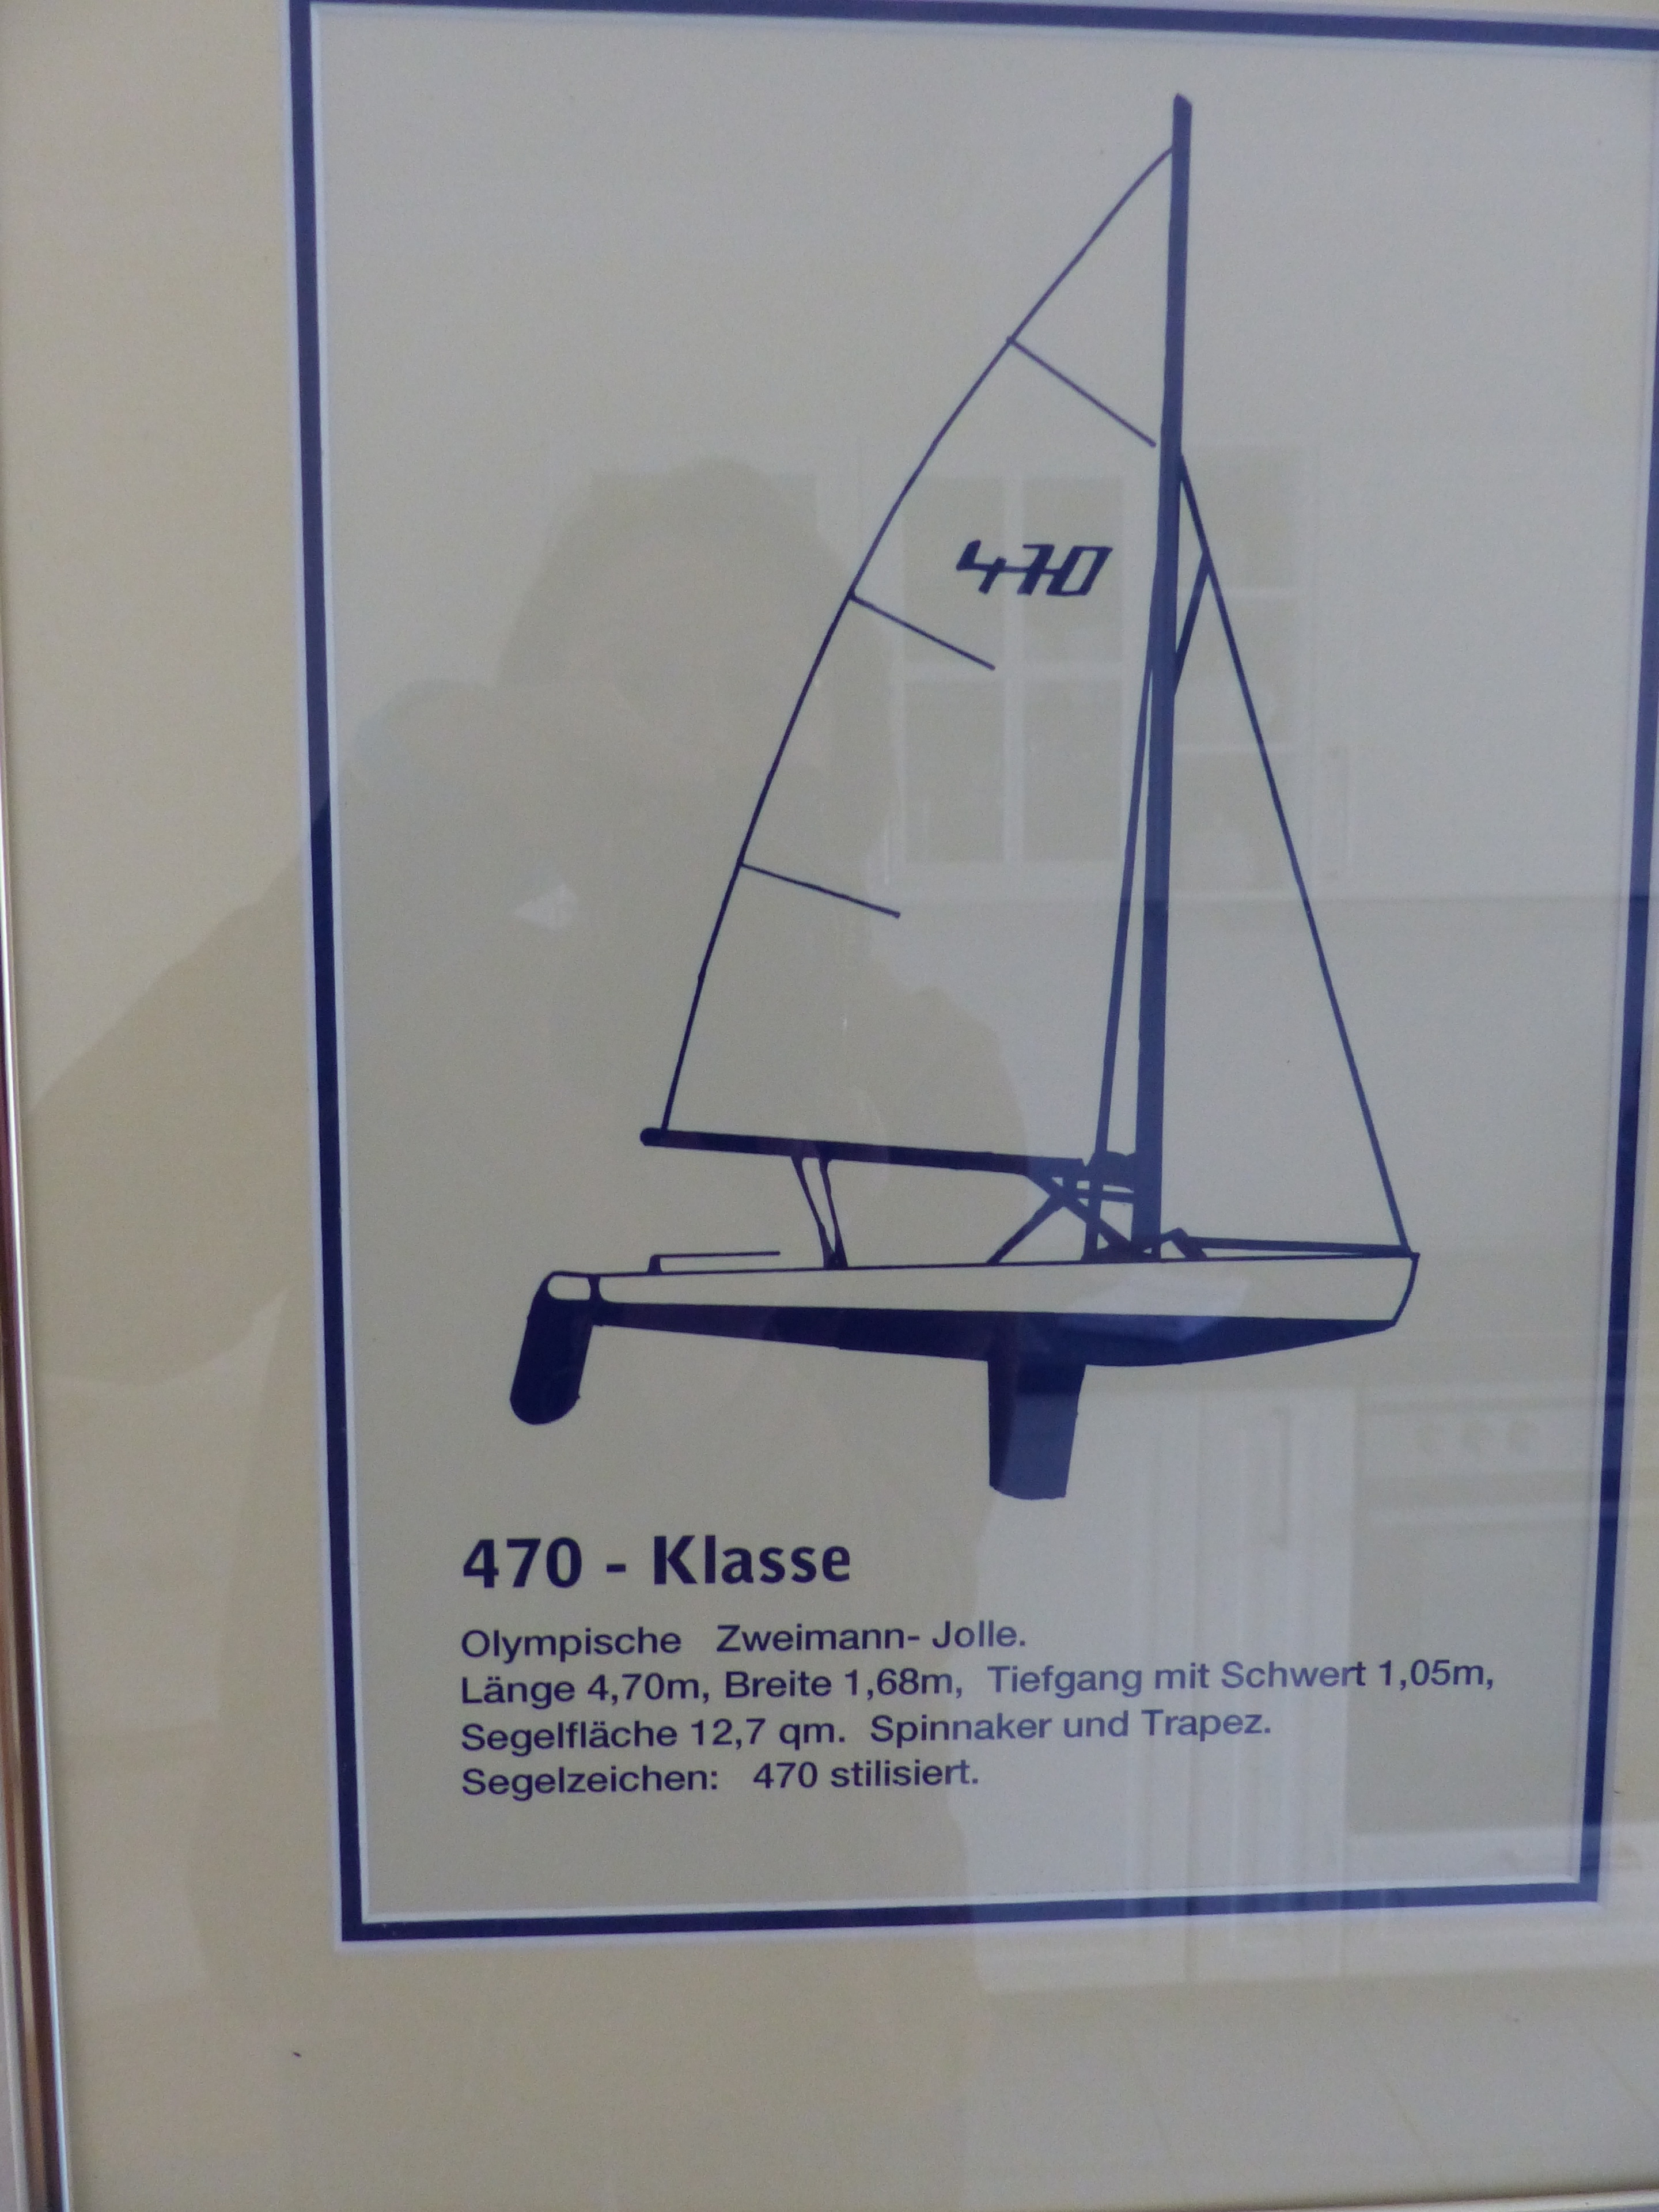 470
470 - Klasse
Olympische Zweimann- Jolle.
Länge 4,70m, Breite 1,68m, Tiefgang mit Schwert 1,05m,
Segelfläche 12,7 qm. Spinnaker und Trapez.
Segelzeichen: 470 stilisiert.